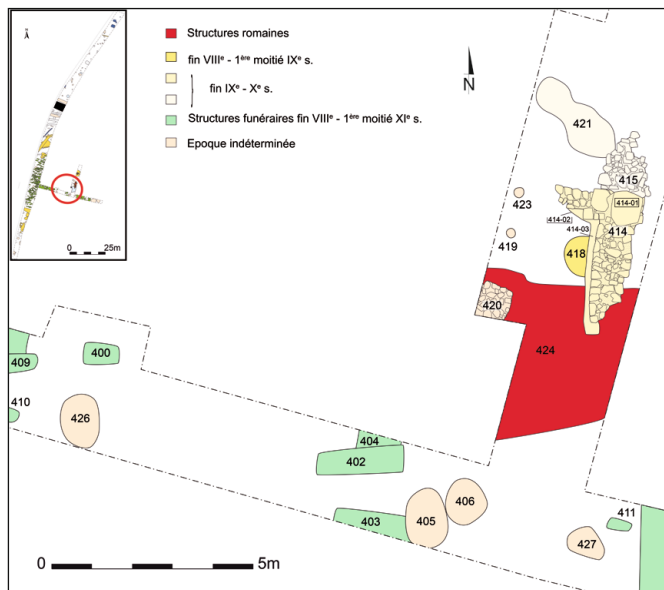 A
0 25m
Structures romaines
fin VIIIe - 1ère moitié IXe s.
fin IXe - Xe s.
Structures funéraires fin VIIIe - 1ère moitié XIe s.
Epoque indéterminée
N
421
415
414-01
423
414-02
414
414-03
419
418
420
424
400
409
410
426
404
402
406
403
405
411
427
0 5m